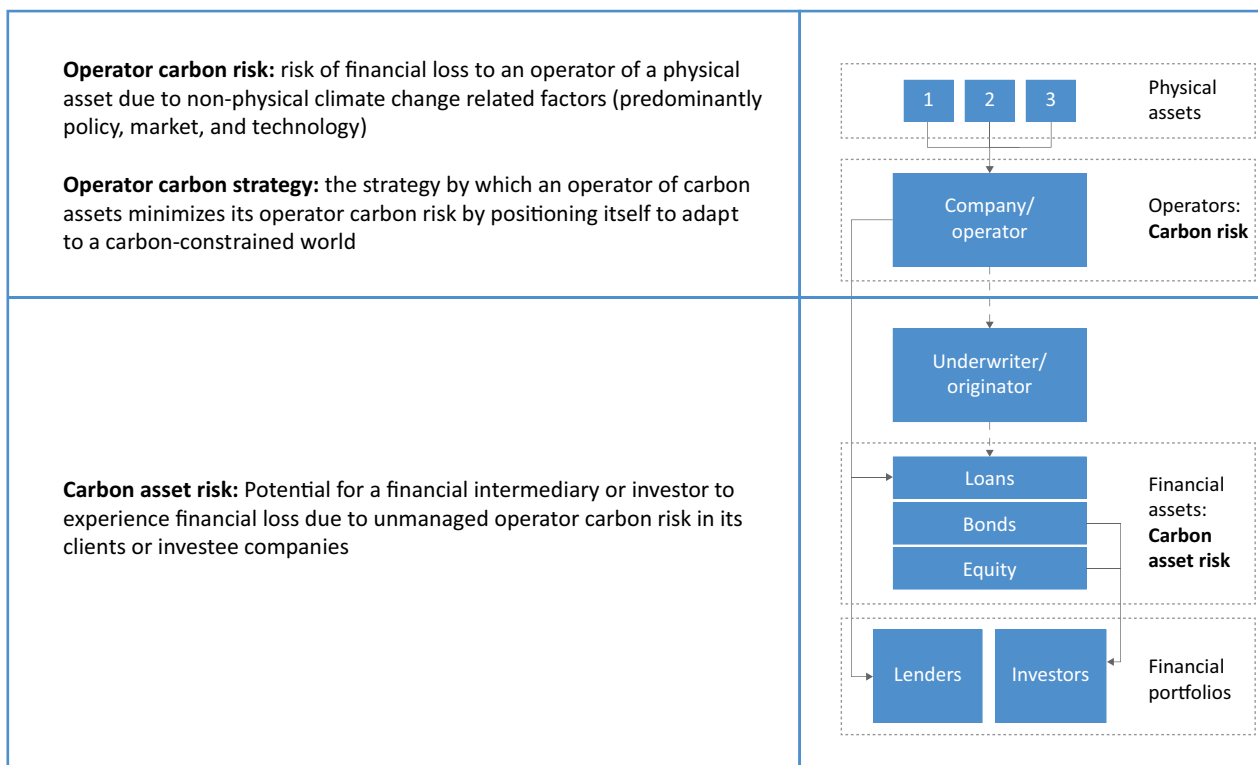 Operator carbon risk: risk of financial loss to an operator of a physical
asset due to non-physical climate change related factors (predominantly
policy, market, and technology)
Operator carbon strategy: the strategy by which an operator of carbon
assets minimizes its operator carbon risk by positioning itself to adapt
to a carbon-constrained world
1 2 3
Physical
assets
Company/
operator
Operators:
Carbon risk
Carbon asset risk: Potential for a financial intermediary or investor to
experience financial loss due to unmanaged operator carbon risk in its
clients or investee companies
Underwriter/
originator
Loans
Bonds
Equity
Financial
assets:
Carbon
asset risk
Lenders
Investors
Financial
portfolios